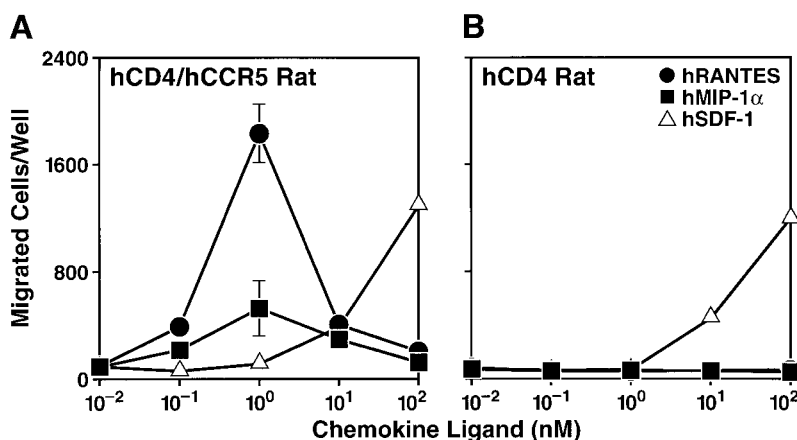 A
B
2400
1600
800
0
Migrated Cells/Well
hCD4/hCCR5 Rat
hCD4 Rat
hRANTES
hMIP-1α
hSDF-1
10⁻² 10⁻¹ 10⁰ 10¹ 10²
10⁻² 10⁻¹ 10⁰ 10¹ 10²
Chemokine Ligand (nM)